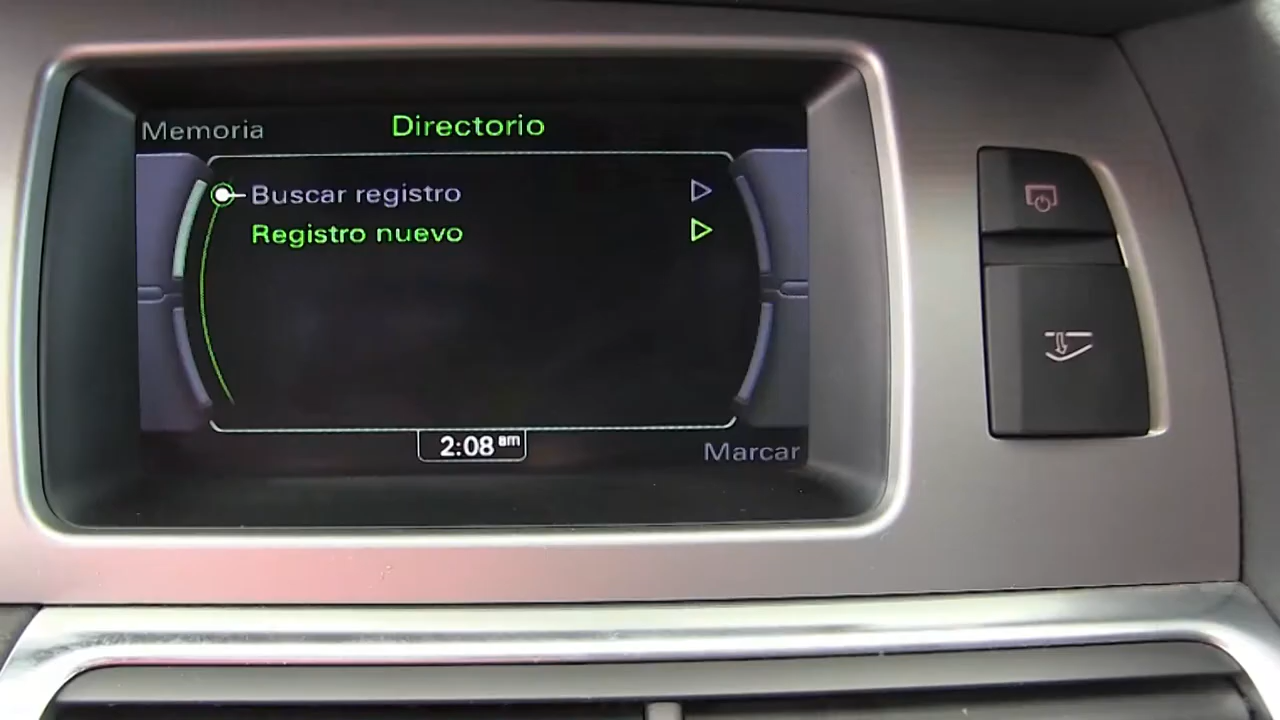 Memoria
Directorio
Buscar registro
Registro nuevo
2:08 am
Marcar